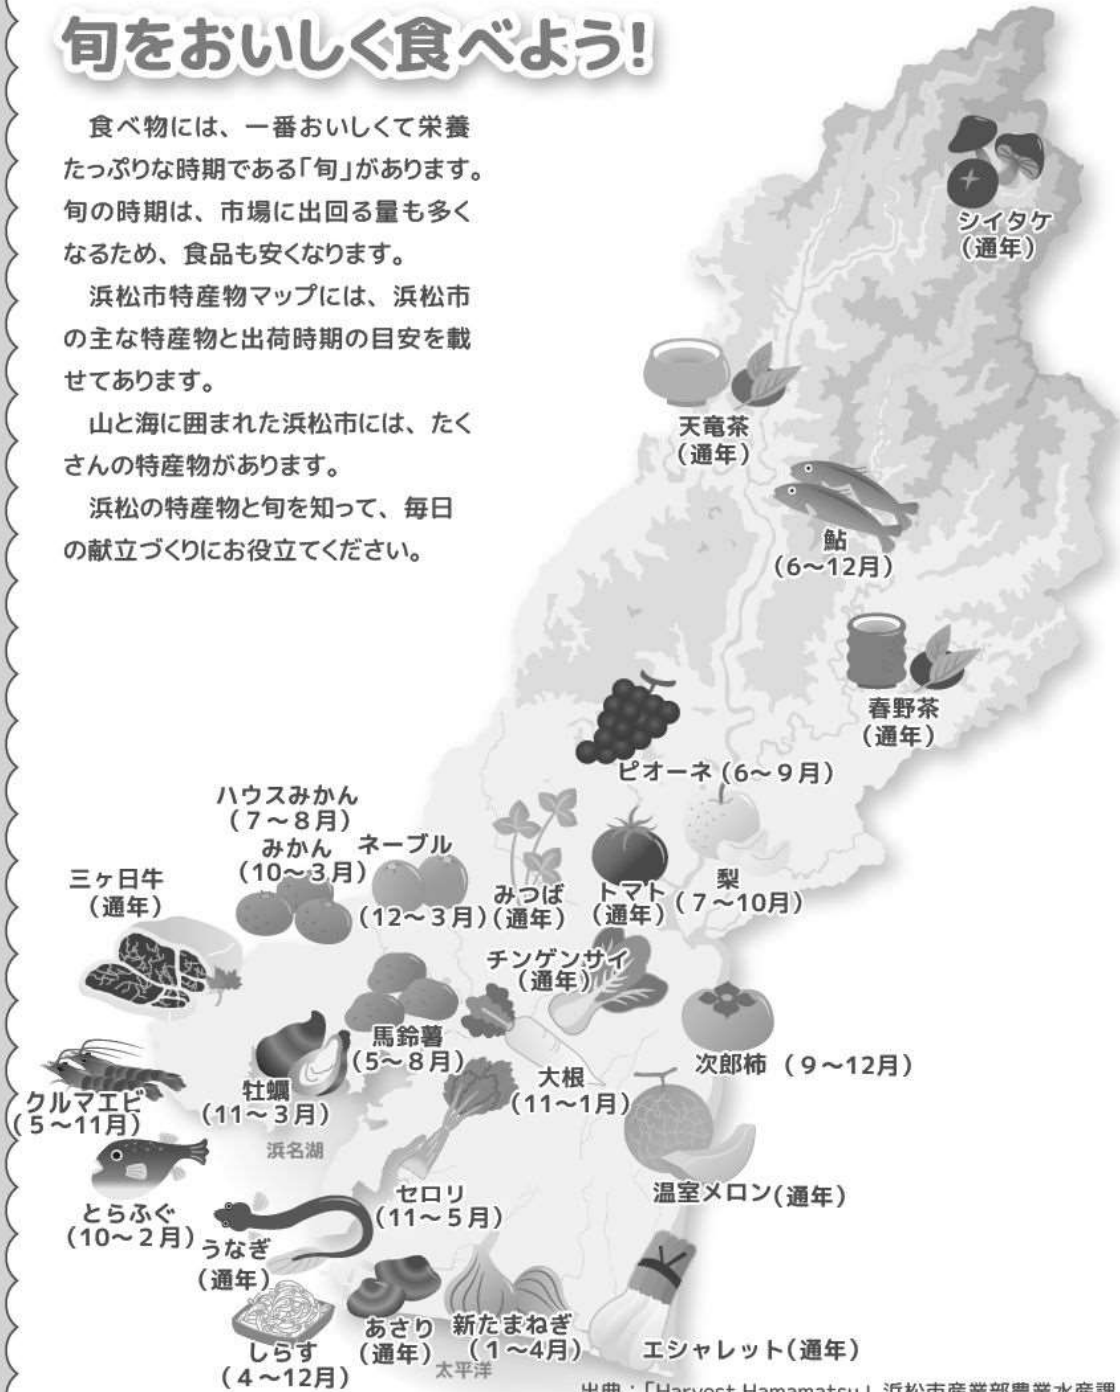 旬をおいしく食べよう!
食べ物には、一番おいしくて栄養
たっぷりな時期である「旬」があります。
旬の時期は、市場に出回る量も多く
なるため、食品も安くなります。
浜松市特産物マップには、浜松市
の主な特産物と出荷時期の目安を載
せてあります。
山と海に囲まれた浜松市には、たく
さんの特産物があります。
浜松の特産物と旬を知って、毎日
の献立づくりにお役立てください。
シイタケ
（通年）
天竜茶
（通年）
鮎
（6～12月）
春野茶
（通年）
ピオーネ（6～9月）
ハウスみかん
（7～8月）
みかん
（10～3月）
ネーブル
（12～3月）
みつば
（通年）
トマト
（通年）
梨
（7～10月）
三ヶ日牛
（通年）
チンゲンサイ
（通年）
馬鈴薯
（5～8月）
次郎柿（9～12月）
大根
（11～1月）
牡蠣
（11～3月）
クルマエビ
（5～11月）
浜名湖
温室メロン（通年）
セロリ
（11～5月）
とらふぐ
（10～2月）
うなぎ
（通年）
あさり
（通年）
新たまねぎ
（1～4月）
エシャレット（通年）
しらす
（4～12月）
太平洋
出典：「Harvest Hamamatsu」浜松市産業部農業水産課